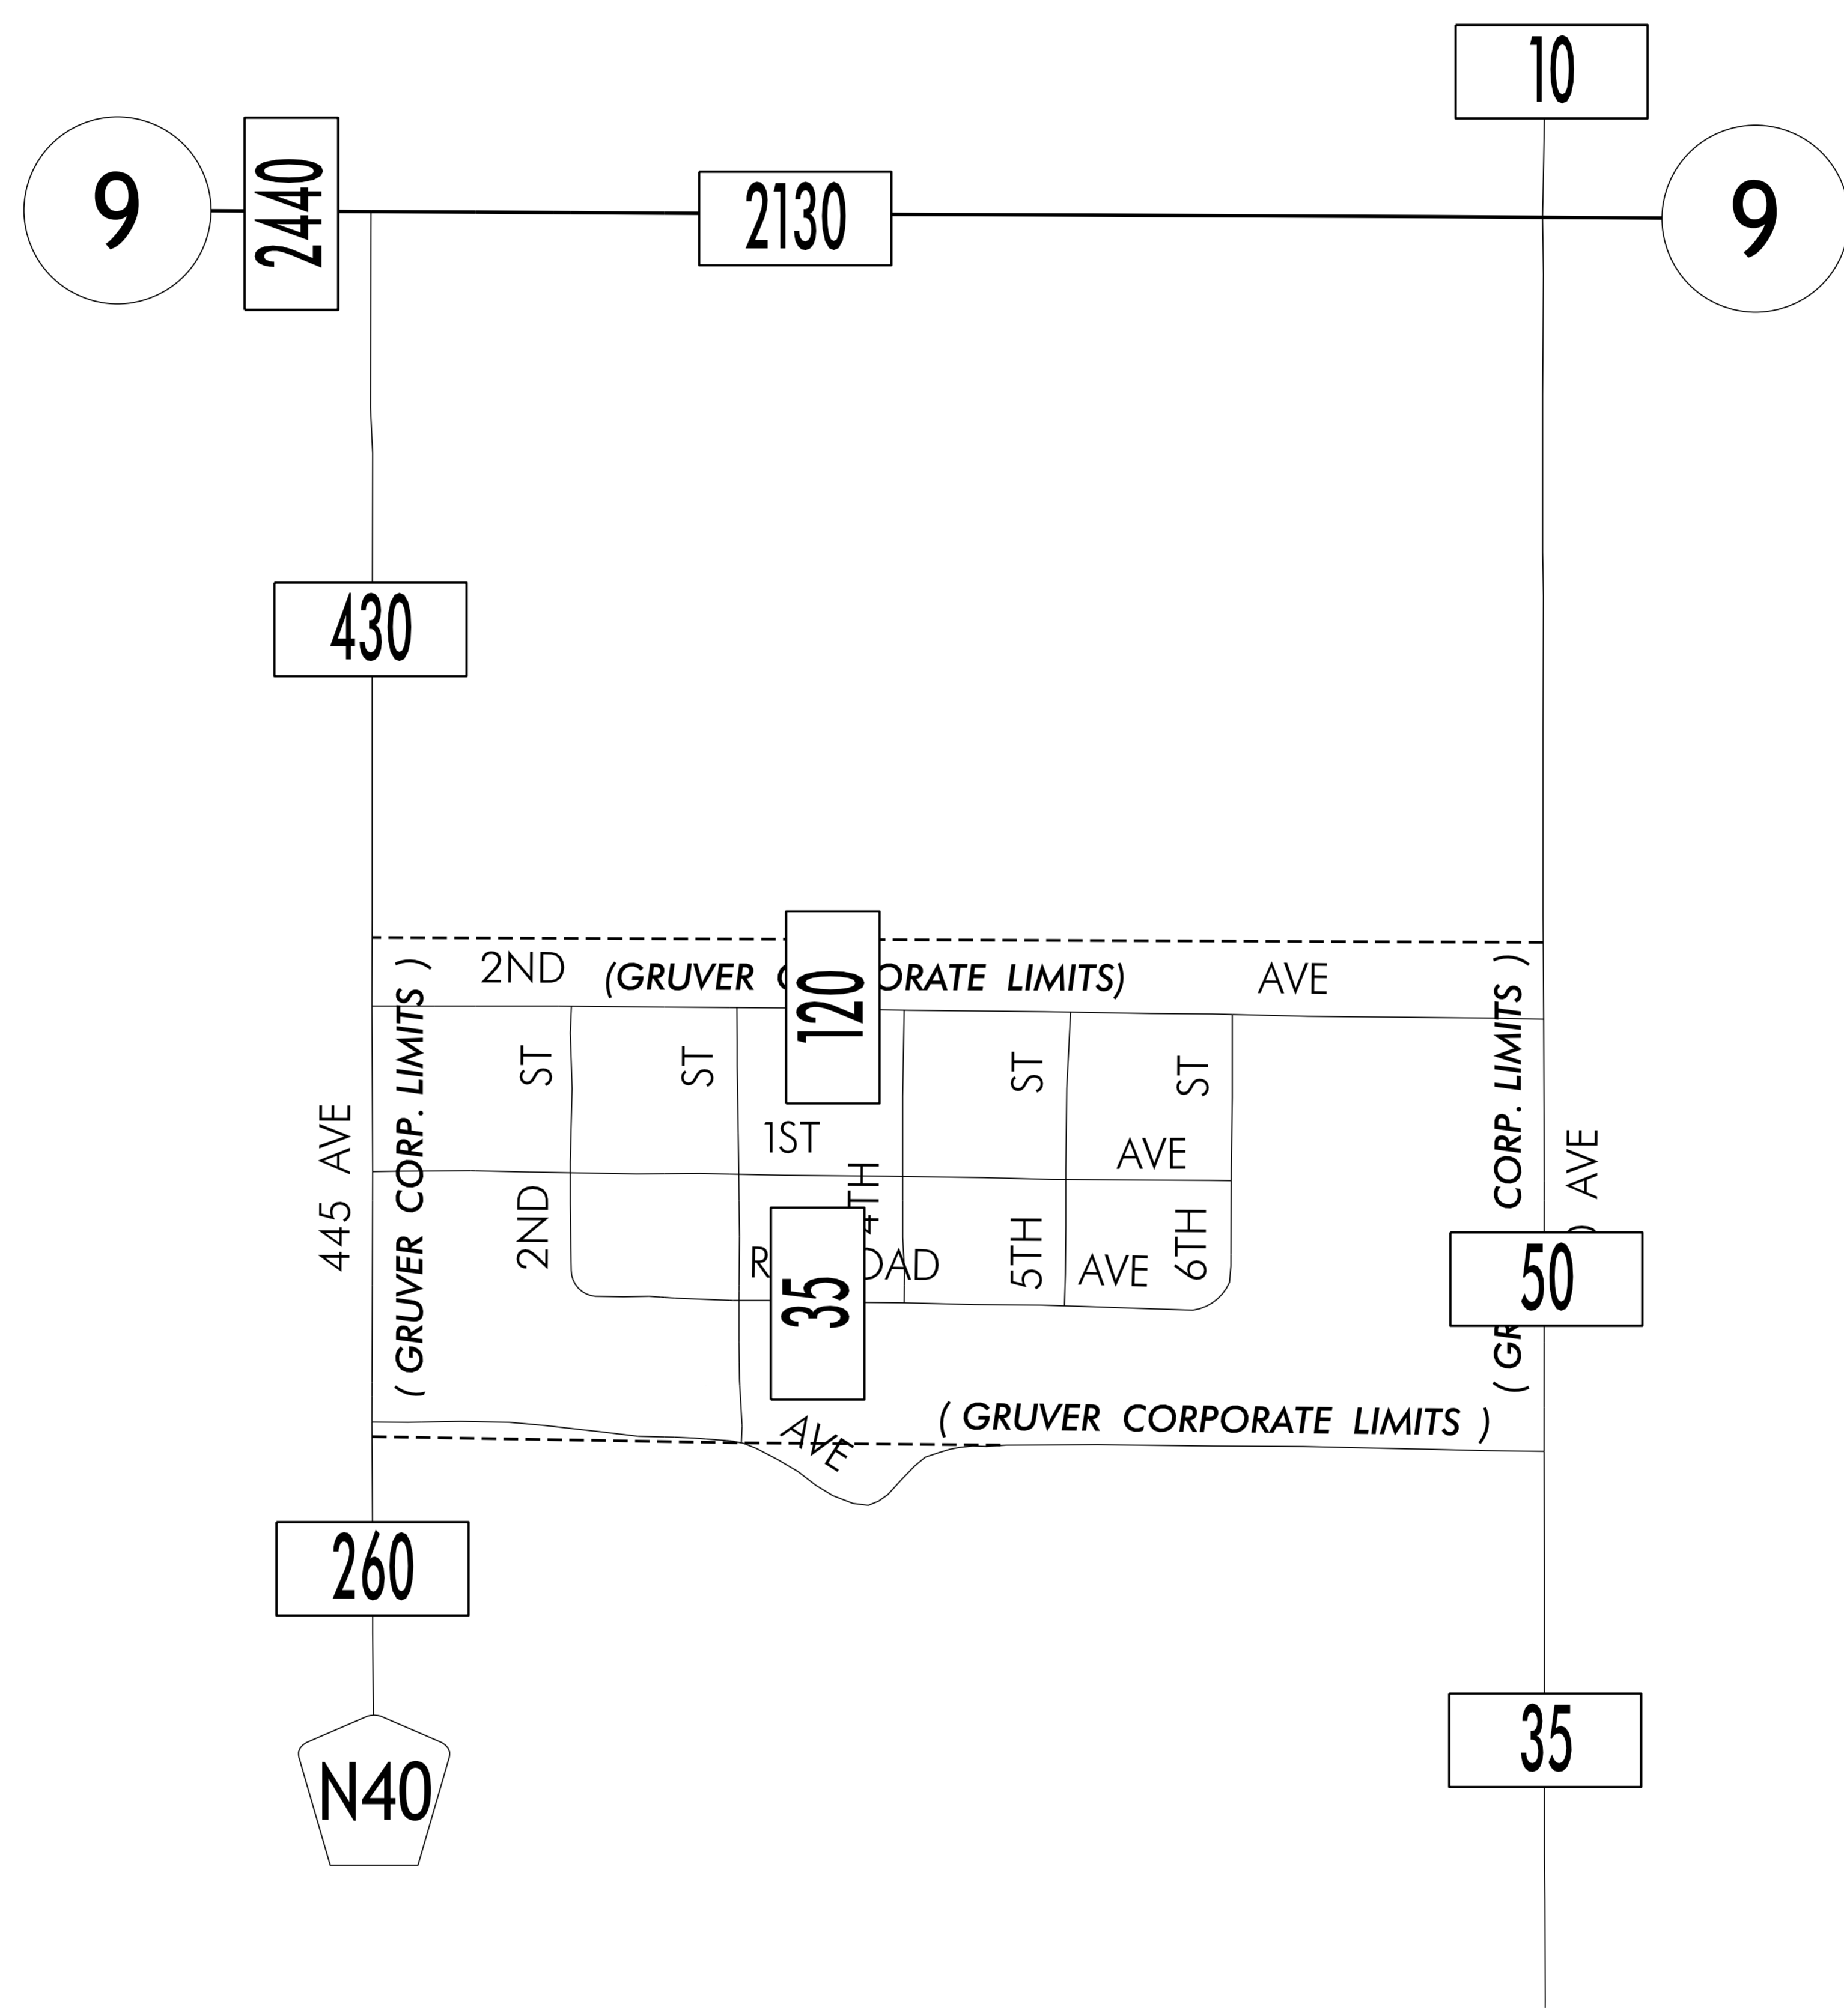 10
9
2440
2130
9
430
2ND
(GRUVER
LIMITS)
AVE
120
ST
ST
ST
ST
445 AVE
(GRUVER CORP. LIMITS)
1ST
AVE
CORP. LIMITS)
AVE
2ND
4TH
5TH
6TH
AVE
35
50
(GRUVER CORPORATE LIMITS)
AVE
260
35
N40